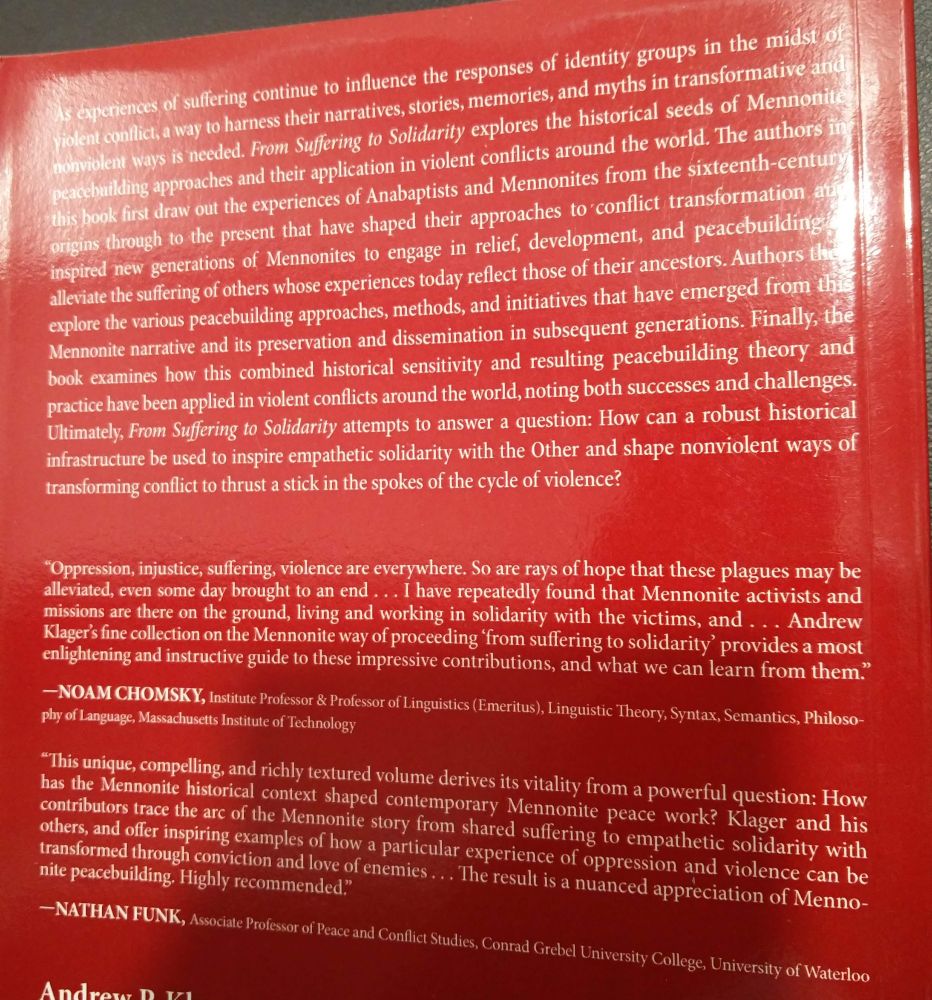 As experiences of suffering continue to influence the responses of identity groups in the midst of
violent conflict, a way to harness their narratives, stories, memories, and myths in transformative and
nonviolent ways is needed. From Suffering to Solidarity explores the historical seeds of Mennonite
peacebuilding approaches and their application in violent conflicts around the world. The authors in
this book first draw out the experiences of Anabaptists and Mennonites from the sixteenth-century
origins through to the present that have shaped their approaches to conflict transformation and
inspired new generations of Mennonites to engage in relief, development, and peacebuilding
alleviate the suffering of others whose experiences today reflect those of their ancestors. Authors then
explore the various peacebuilding approaches, methods, and initiatives that have emerged from this
Mennonite narrative and its preservation and dissemination in subsequent generations. Finally, the
book examines how this combined historical sensitivity and resulting peacebuilding theory and
practice have been applied in violent conflicts around the world, noting both successes and challenges.
Ultimately, From Suffering to Solidarity attempts to answer a question: How can a robust historical
infrastructure be used to inspire empathetic solidarity with the Other and shape nonviolent ways of
transforming conflict to thrust a stick in the spokes of the cycle of violence?
“Oppression, injustice, suffering, violence are everywhere. So are rays of hope that these plagues may be
alleviated, even some day brought to an end . . . I have repeatedly found that Mennonite activists and
missions are there on the ground, living and working in solidarity with the victims, and . . . Andrew
Klager’s fine collection on the Mennonite way of proceeding ‘from suffering to solidarity’ provides a most
enlightening and instructive guide to these impressive contributions, and what we can learn from them.”
—NOAM CHOMSKY, Institute Professor & Professor of Linguistics (Emeritus), Linguistic Theory, Syntax, Semantics, Philoso-
phy of Language, Massachusetts Institute of Technology
“This unique, compelling, and richly textured volume derives its vitality from a powerful question: How
has the Mennonite historical context shaped contemporary Mennonite peace work? Klager and his
contributors trace the arc of the Mennonite story from shared suffering to empathetic solidarity with
others, and offer inspiring examples of how a particular experience of oppression and violence can be
transformed through conviction and love of enemies . . . The result is a nuanced appreciation of Menno-
nite peacebuilding. Highly recommended.”
—NATHAN FUNK, Associate Professor of Peace and Conflict Studies, Conrad Grebel University College, University of Waterloo
Andrew P. Kl